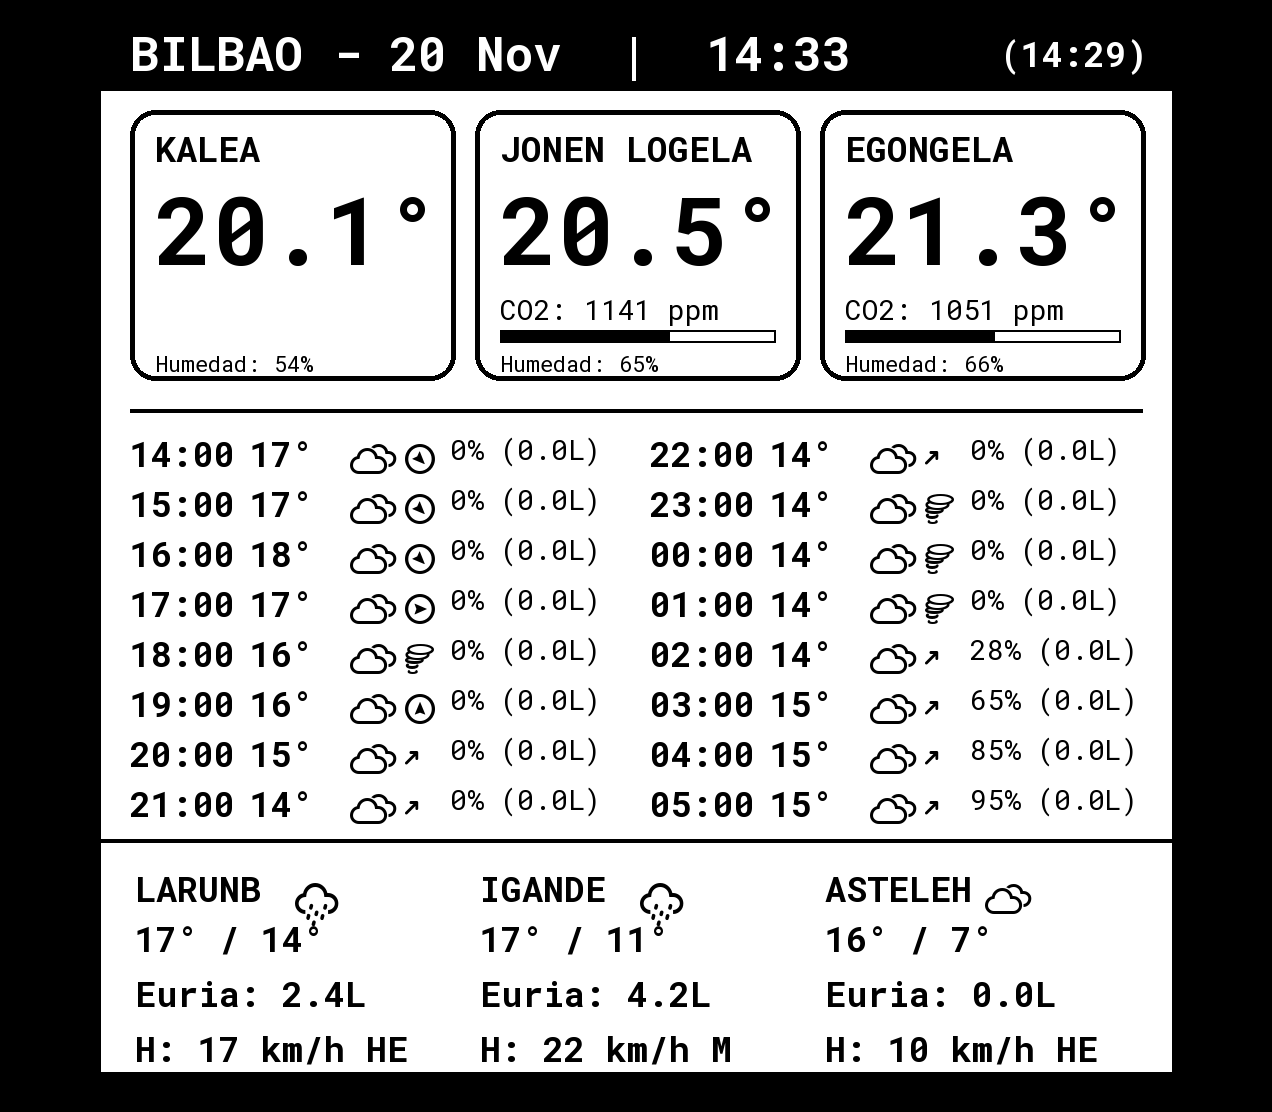 BILBAO - 20 Nov | 14:33 (14:29)
KALEA
20.1°
Humedad: 54%
JONEN LOGELA
20.5°
CO2: 1141 ppm
Humedad: 65%
EGONGELA
21.3°
CO2: 1051 ppm
Humedad: 66%
14:00 17° 0% (0.0L)
15:00 17° 0% (0.0L)
16:00 18° 0% (0.0L)
17:00 17° 0% (0.0L)
18:00 16° 0% (0.0L)
19:00 16° 0% (0.0L)
20:00 15° 0% (0.0L)
21:00 14° 0% (0.0L)
22:00 14° 0% (0.0L)
23:00 14° 0% (0.0L)
00:00 14° 0% (0.0L)
01:00 14° 0% (0.0L)
02:00 14° 28% (0.0L)
03:00 15° 65% (0.0L)
04:00 15° 85% (0.0L)
05:00 15° 95% (0.0L)
LARUNB
17° / 14°
Euria: 2.4L
H: 17 km/h HE
IGANDE
17° / 11°
Euria: 4.2L
H: 22 km/h M
ASTELEH
16° / 7°
Euria: 0.0L
H: 10 km/h HE